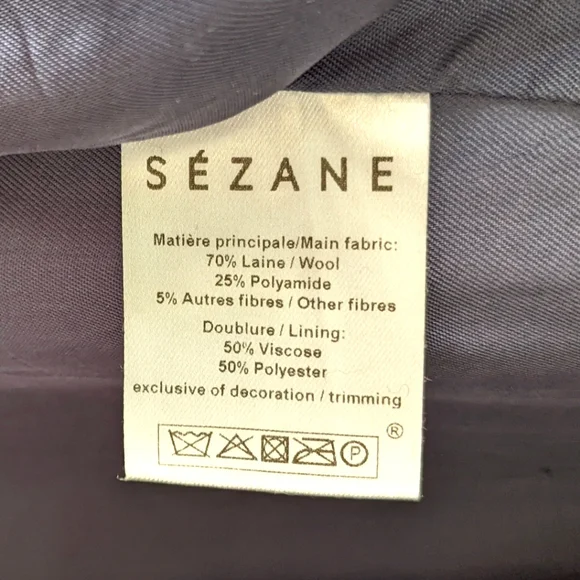 SÉZANE
Matière principale/Main fabric:
70% Laine / Wool
25% Polyamide
5% Autres fibres / Other fibres
Doublure / Lining:
50% Viscose
50% Polyester
exclusive of decoration / trimming
®
P